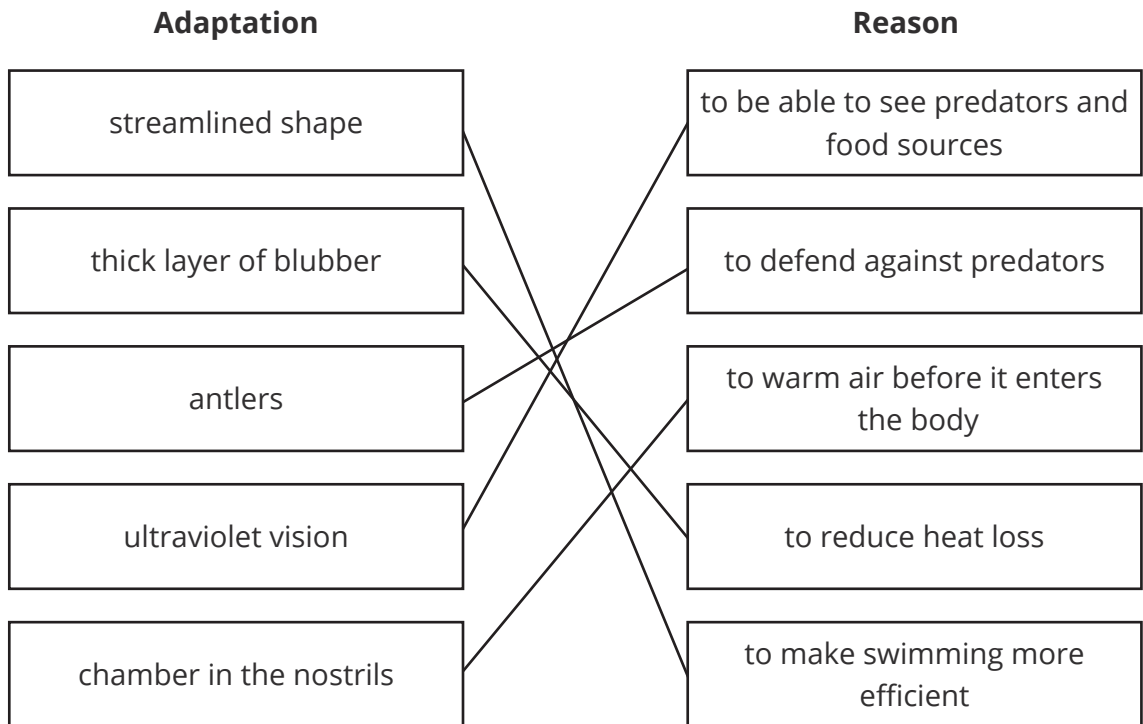 Adaptation
Reason
streamlined shape
to be able to see predators and
food sources
thick layer of blubber
to defend against predators
antlers
to warm air before it enters
the body
ultraviolet vision
to reduce heat loss
chamber in the nostrils
to make swimming more
efficient